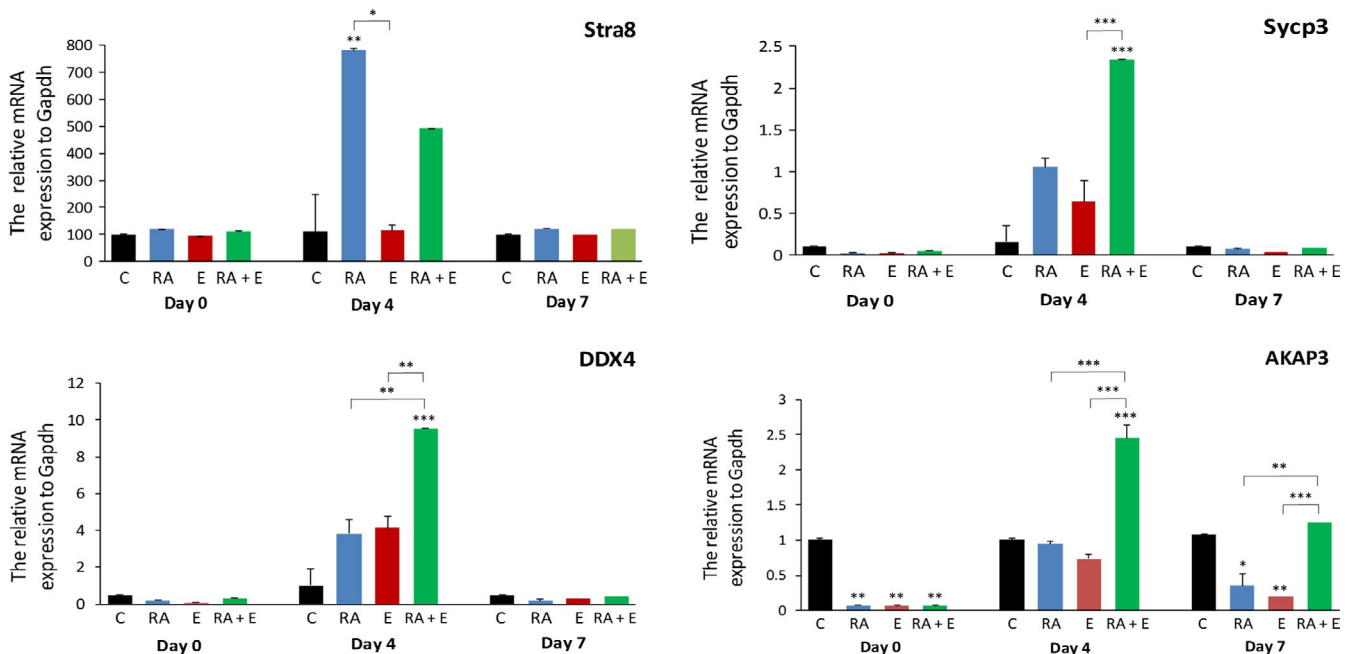 Stra8
The relative mRNA
expression to Gapdh
800
700
600
500
400
300
200
100
0
*
**
C RA E RA + E C RA E RA + E C RA E RA + E
Day 0 Day 4 Day 7
Sycp3
The relative mRNA
expression to Gapdh
2.5
2
1.5
1
0.5
0
***
***
C RA E RA + E C RA E RA + E C RA E RA + E
Day 0 Day 4 Day 7
DDX4
The relative mRNA
expression to Gapdh
12
10
8
6
4
2
0
**
**
***
C RA E RA + E C RA E RA + E C RA E RA + E
Day 0 Day 4 Day 7
AKAP3
The relative mRNA
expression to Gapdh
3
2.5
2
1.5
1
0.5
0
***
***
***
**
***
*
**
** ** **
C RA E RA + E C RA E RA + E C RA E RA + E
Day 0 Day 4 Day 7